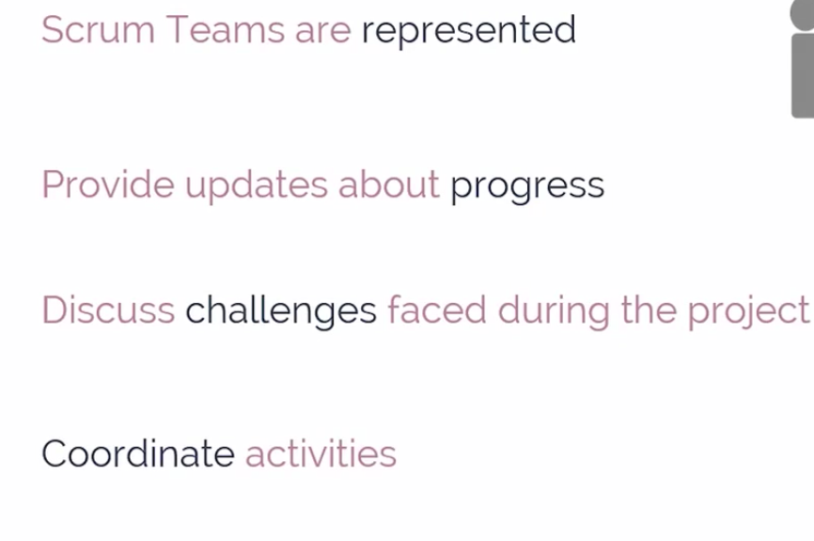 Scrum Teams are represented
Provide updates about progress
Discuss challenges faced during the project
Coordinate activities